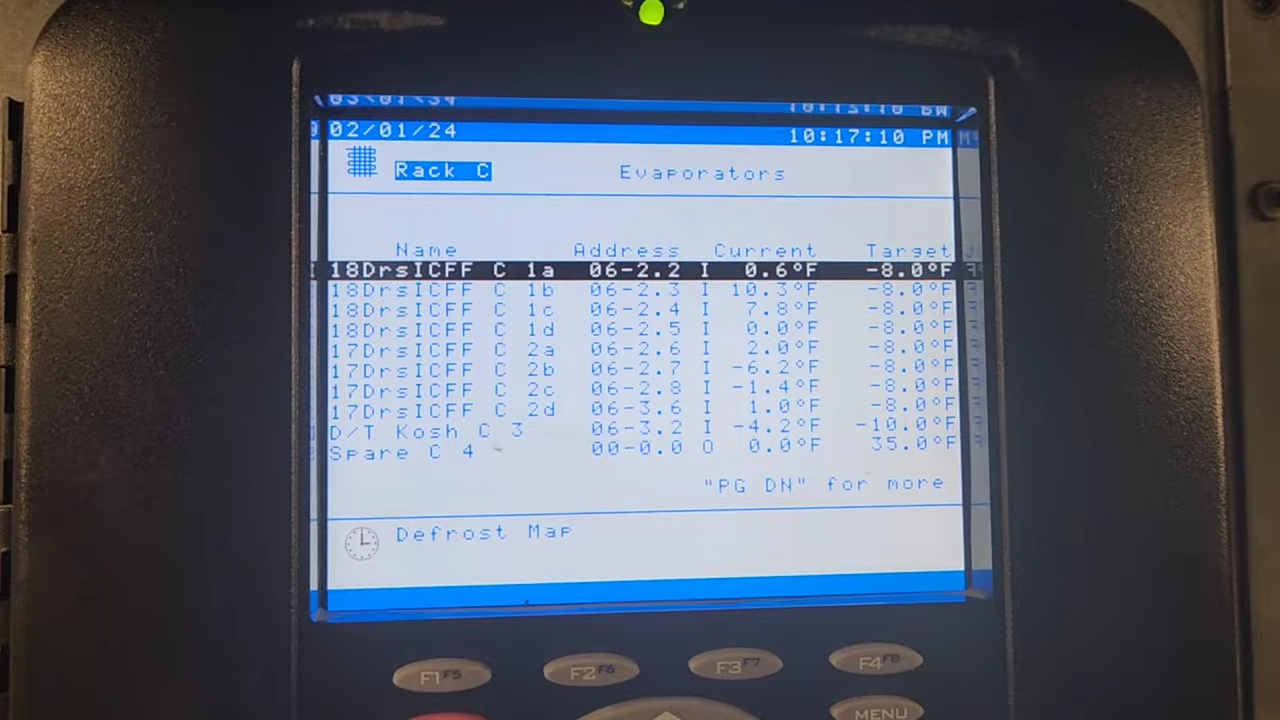 02/01/24 10:17:10 PM
Rack C Evaporators
Name Address Current Target
18DrsICFF C 1a 06-2.2 I 0.6°F -8.0°F
18DrsICFF C 1b 06-2.3 I 10.3°F -8.0°F
18DrsICFF C 1c 06-2.4 I 7.8°F -8.0°F
18DrsICFF C 1d 06-2.5 I 0.0°F -8.0°F
17DrsICFF C 2a 06-2.6 I 2.0°F -8.0°F
17DrsICFF C 2b 06-2.7 I -6.2°F -8.0°F
17DrsICFF C 2c 06-2.8 I -1.4°F -8.0°F
17DrsICFF C 2d 06-3.6 I 1.0°F -8.0°F
D/T Kosh C 3 06-3.2 I -4.2°F -10.0°F
Spare C 4 00-0.0 O 0.0°F 35.0°F
"PG DN" for more
Defrost Map
F1 F5 F2 F6 F3 F7 F4 F8
MENU